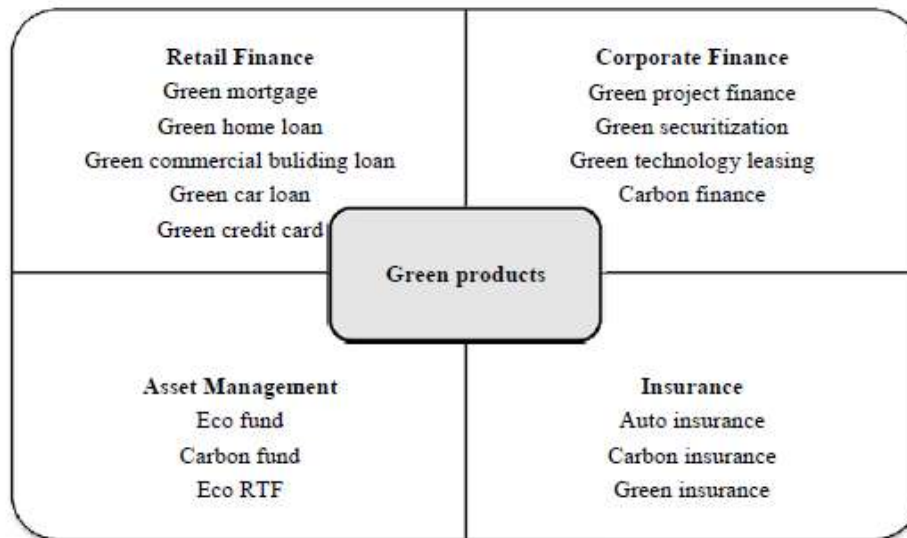 Retail Finance
Green mortgage
Green home loan
Green commercial buliding loan
Green car loan
Green credit card
Corporate Finance
Green project finance
Green securitization
Green technology leasing
Carbon finance
Green products
Asset Management
Eco fund
Carbon fund
Eco RTF
Insurance
Auto insurance
Carbon insurance
Green insurance